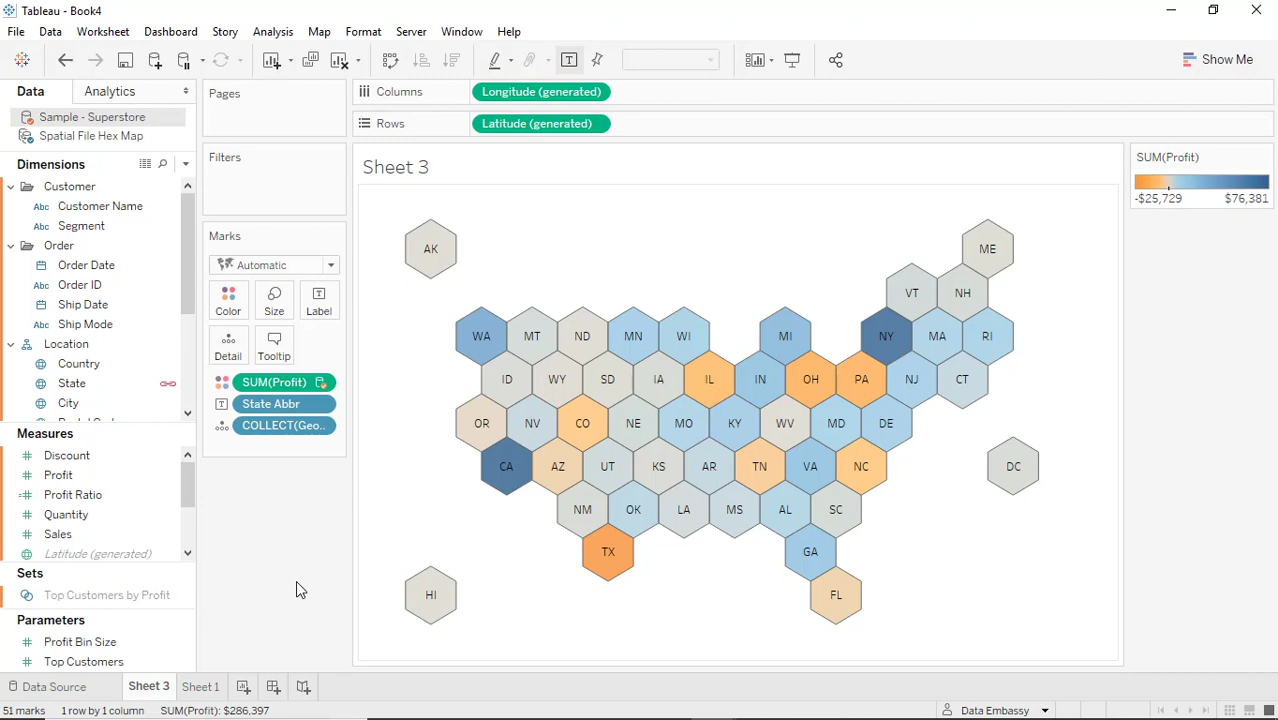 Tableau - Book4
File Data Worksheet Dashboard Story Analysis Map Format Server Window Help
Show Me
Data Analytics
Sample - Superstore
Spatial File Hex Map
Dimensions
Customer
Abc Customer Name
Abc Segment
Order
Order Date
Abc Order ID
Ship Date
Abc Ship Mode
Location
Country
State
City
Measures
Discount
Profit
Profit Ratio
Quantity
Sales
Latitude (generated)
Sets
Top Customers by Profit
Parameters
Profit Bin Size
Top Customers
Pages
Filters
Marks
Automatic
Color Size Label
Detail Tooltip
SUM(Profit)
State Abbr
COLLECT(Geo..
Columns Longitude (generated)
Rows Latitude (generated)
Sheet 3
AK ME
VT NH
WA MT ND MN WI MI NY MA RI
ID WY SD IA IL IN OH PA NJ CT
OR NV CO NE MO KY WV MD DE
CA AZ UT KS AR TN VA NC DC
NM OK LA MS AL SC
TX GA
HI FL
SUM(Profit)
-$25,729 $76,381
Data Source Sheet 3 Sheet 1
51 marks 1 row by 1 column SUM(Profit): $286,397 Data Embassy